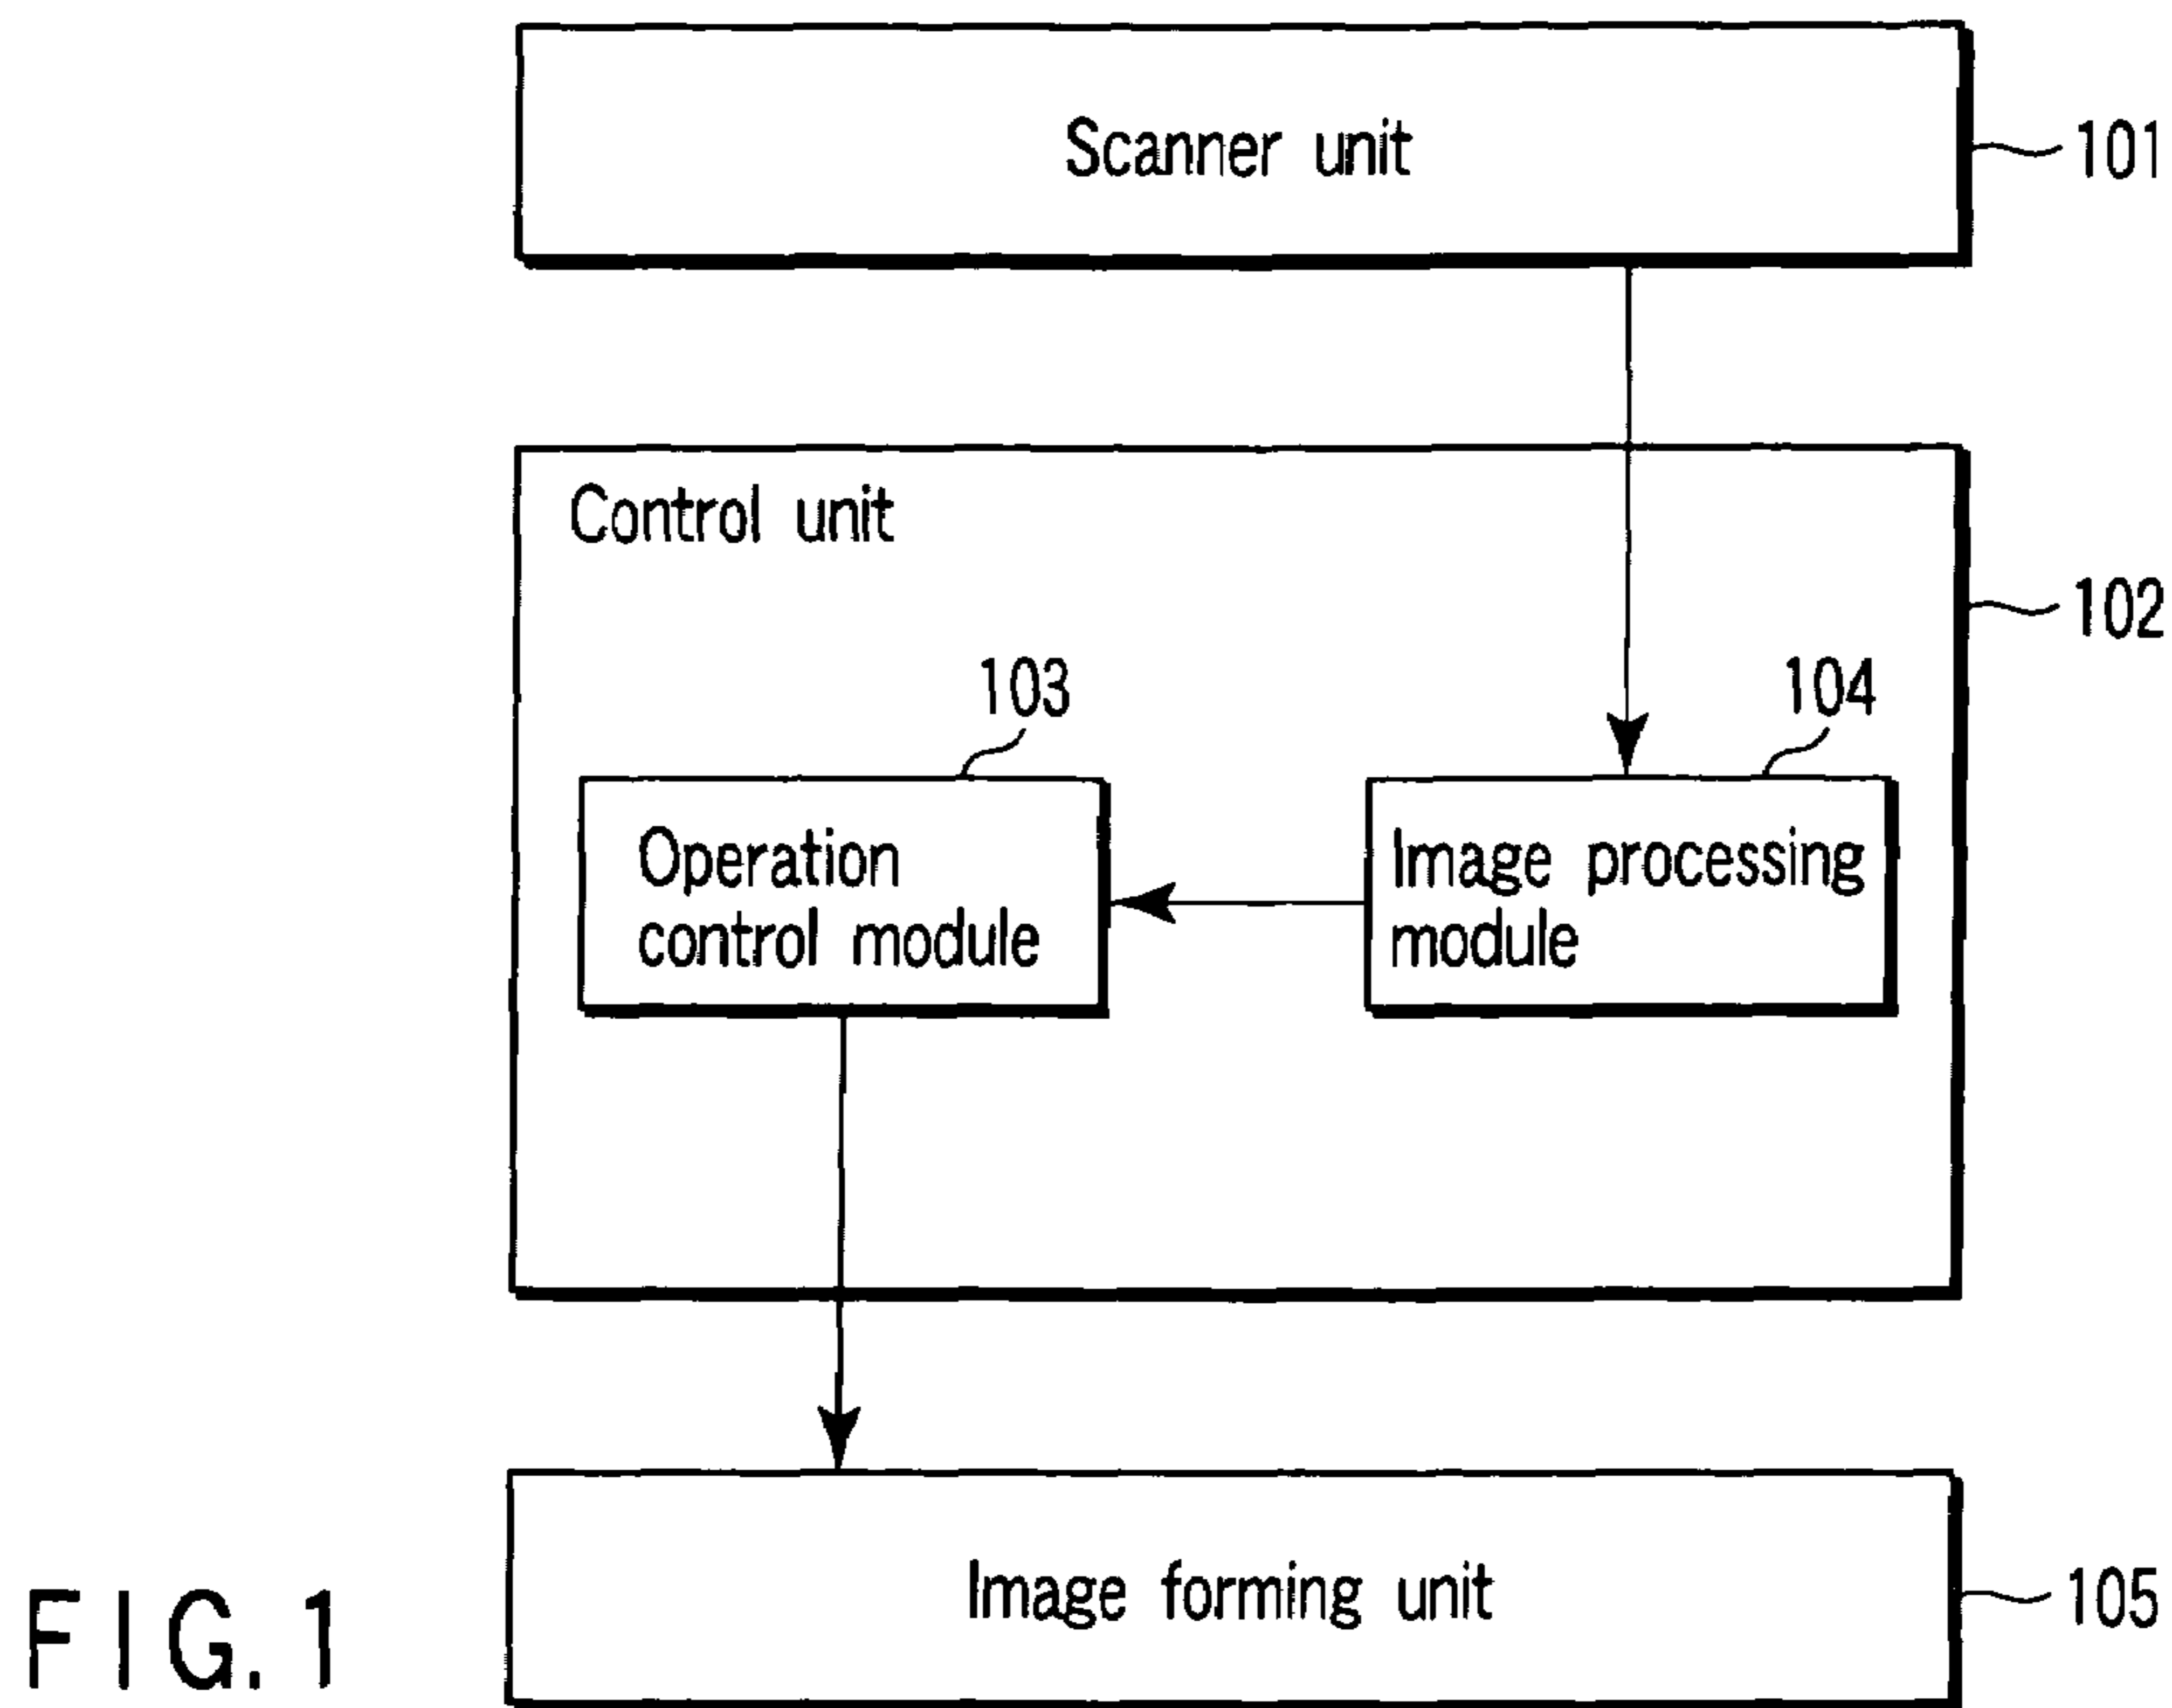 Scanner unit
101
Control unit
102
103
104
Operation
control module
Image processing
module
Image forming unit
105
FIG. 1